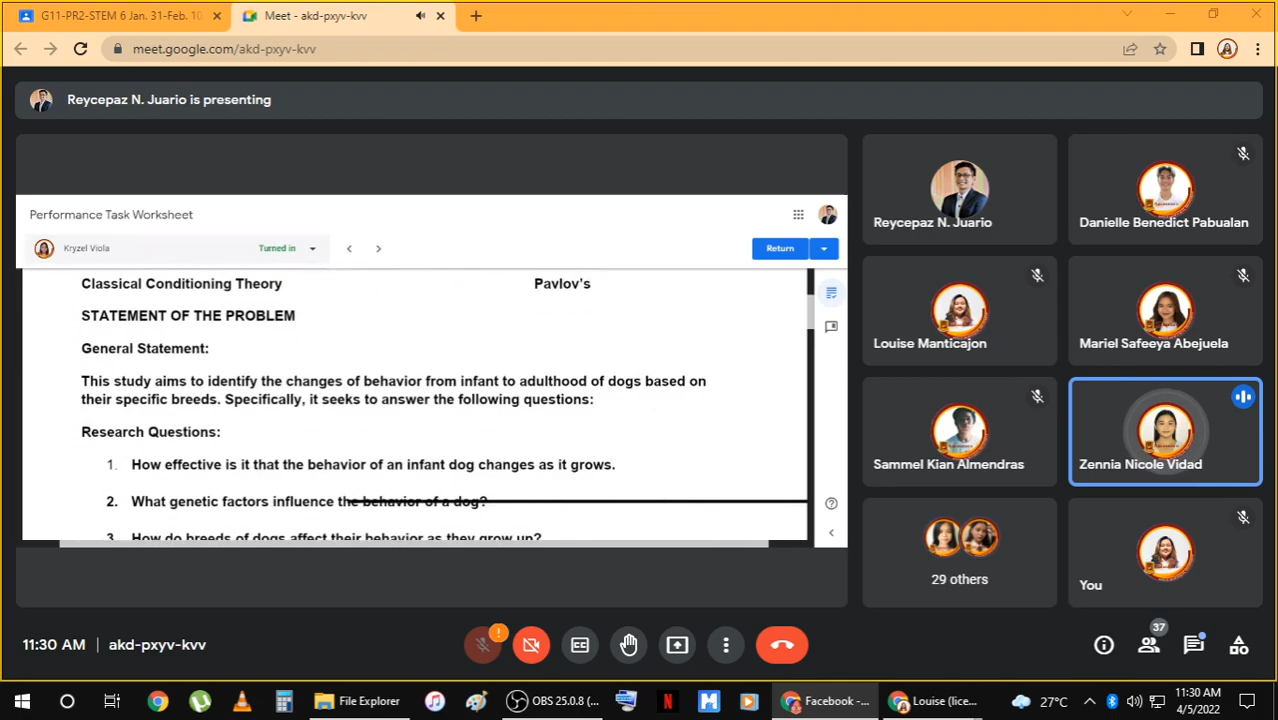 G11-PR2-STEM 6 Jan. 31-Feb. 10
Meet - akd-pxyv-kvv
meet.google.com/akd-pxyv-kvv
Reycepaz N. Juario is presenting
Performance Task Worksheet
Kryzel Viola
Turned in
Return
Classical Conditioning Theory Pavlov's
STATEMENT OF THE PROBLEM
General Statement:
This study aims to identify the changes of behavior from infant to adulthood of dogs based on
their specific breeds. Specifically, it seeks to answer the following questions:
Research Questions:
1. How effective is it that the behavior of an infant dog changes as it grows.
2. What genetic factors influence the behavior of a dog?
3. How do breeds of dogs affect their behavior as they grow up?
Reycepaz N. Juario
Danielle Benedict Pabualan
Louise Manticajon
Mariel Safeeya Abejuela
Sammel Kian Almendras
Zennia Nicole Vidad
29 others
You
11:30 AM | akd-pxyv-kvv
37
File Explorer
OBS 25.0.8 (...
Facebook -...
Louise (lice...
27°C
11:30 AM
4/5/2022